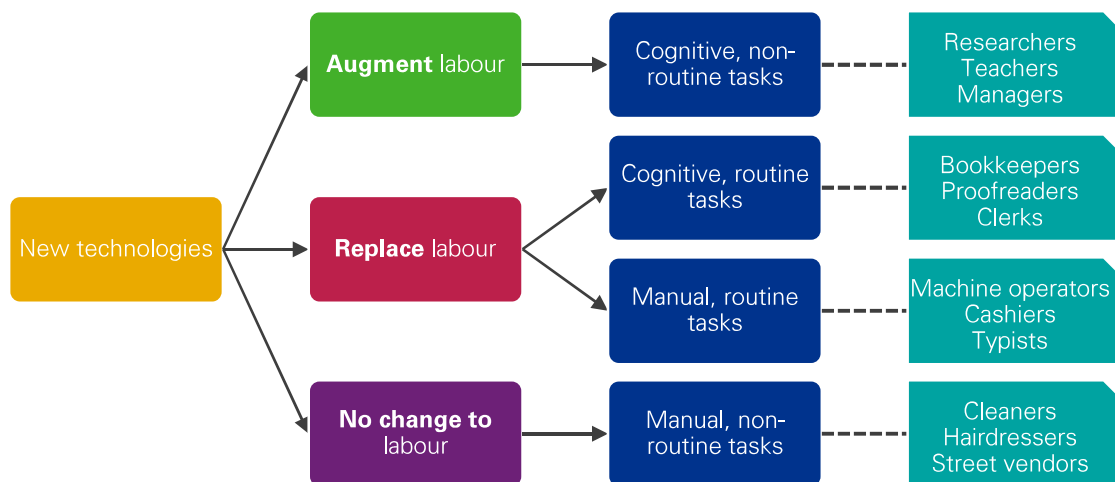 New technologies
Augment labour
Cognitive, non-
routine tasks
Researchers
Teachers
Managers
Replace labour
Cognitive, routine
tasks
Bookkeepers
Proofreaders
Clerks
Manual, routine
tasks
Machine operators
Cashiers
Typists
No change to
labour
Manual, non-
routine tasks
Cleaners
Hairdressers
Street vendors